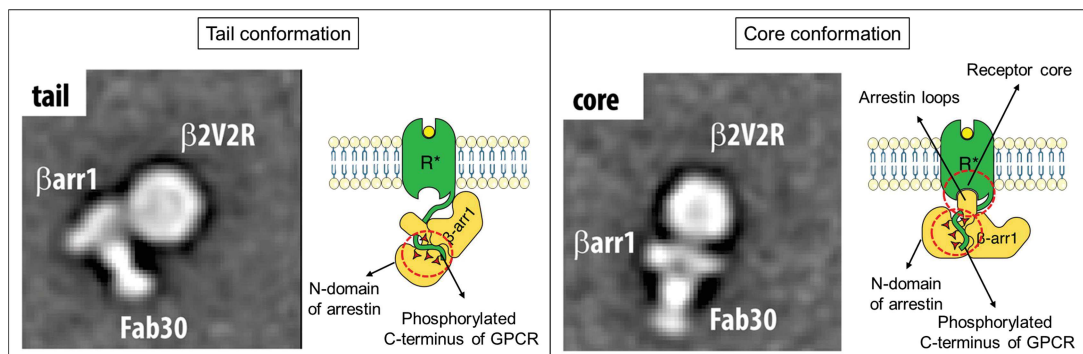 Tail conformation
tail
β2V2R
βarr1
Fab30
R*
β-arr1
N-domain
of arrestin
Phosphorylated
C-terminus of GPCR
Core conformation
core
β2V2R
βarr1
Fab30
Receptor core
Arrestin loops
R*
β-arr1
N-domain
of arrestin
Phosphorylated
C-terminus of GPCR